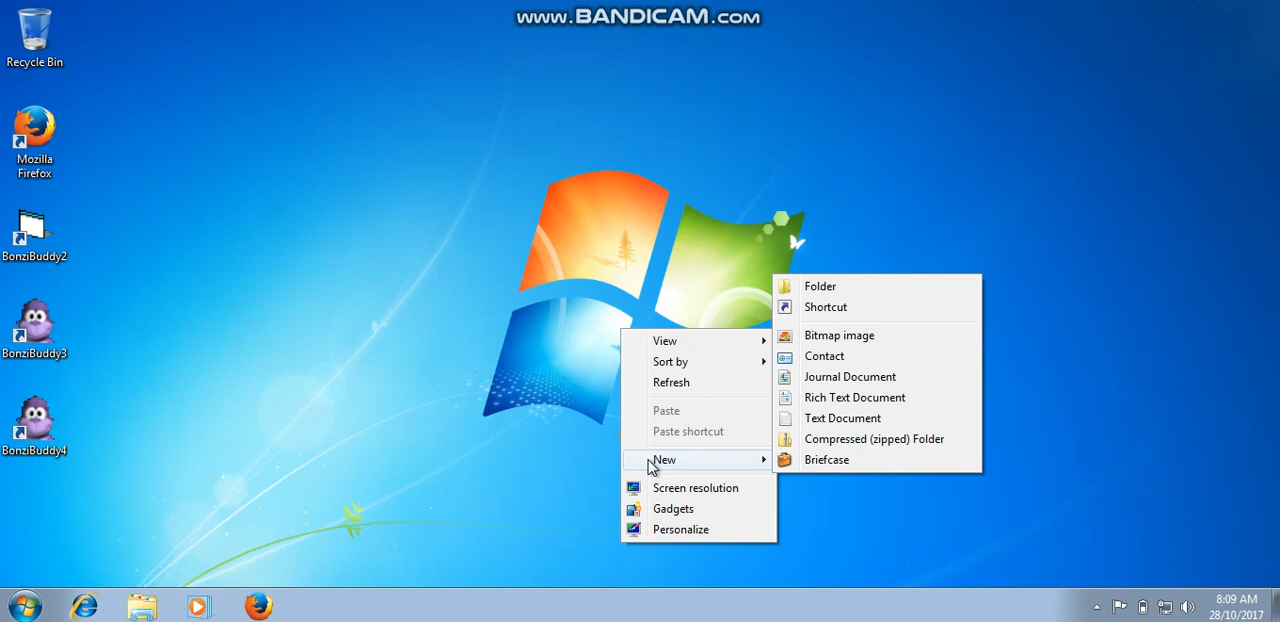 www.BANDICAM.com
Recycle Bin
Mozilla
Firefox
BonziBuddy2
BonziBuddy3
BonziBuddy4
View
Sort by
Refresh
Paste
Paste shortcut
New
Screen resolution
Gadgets
Personalize
Folder
Shortcut
Bitmap image
Contact
Journal Document
Rich Text Document
Text Document
Compressed (zipped) Folder
Briefcase
8:09 AM
28/10/2017